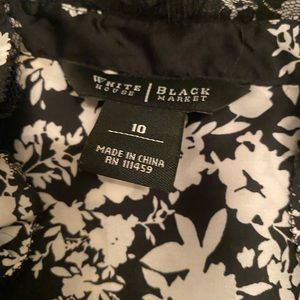 WHITE HOUSE | BLACK MARKET
10
MADE IN CHINA
RN 111459